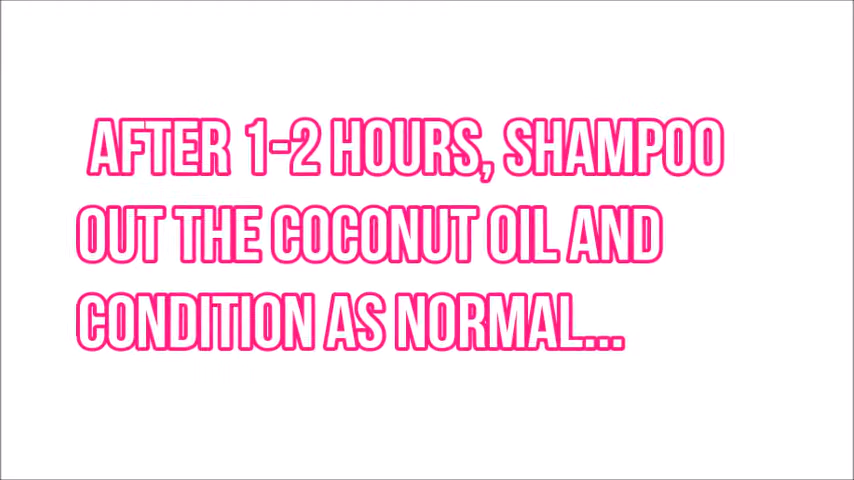 AFTER 1-2 HOURS, SHAMPOO
OUT THE COCONUT OIL AND
CONDITION AS NORMAL...